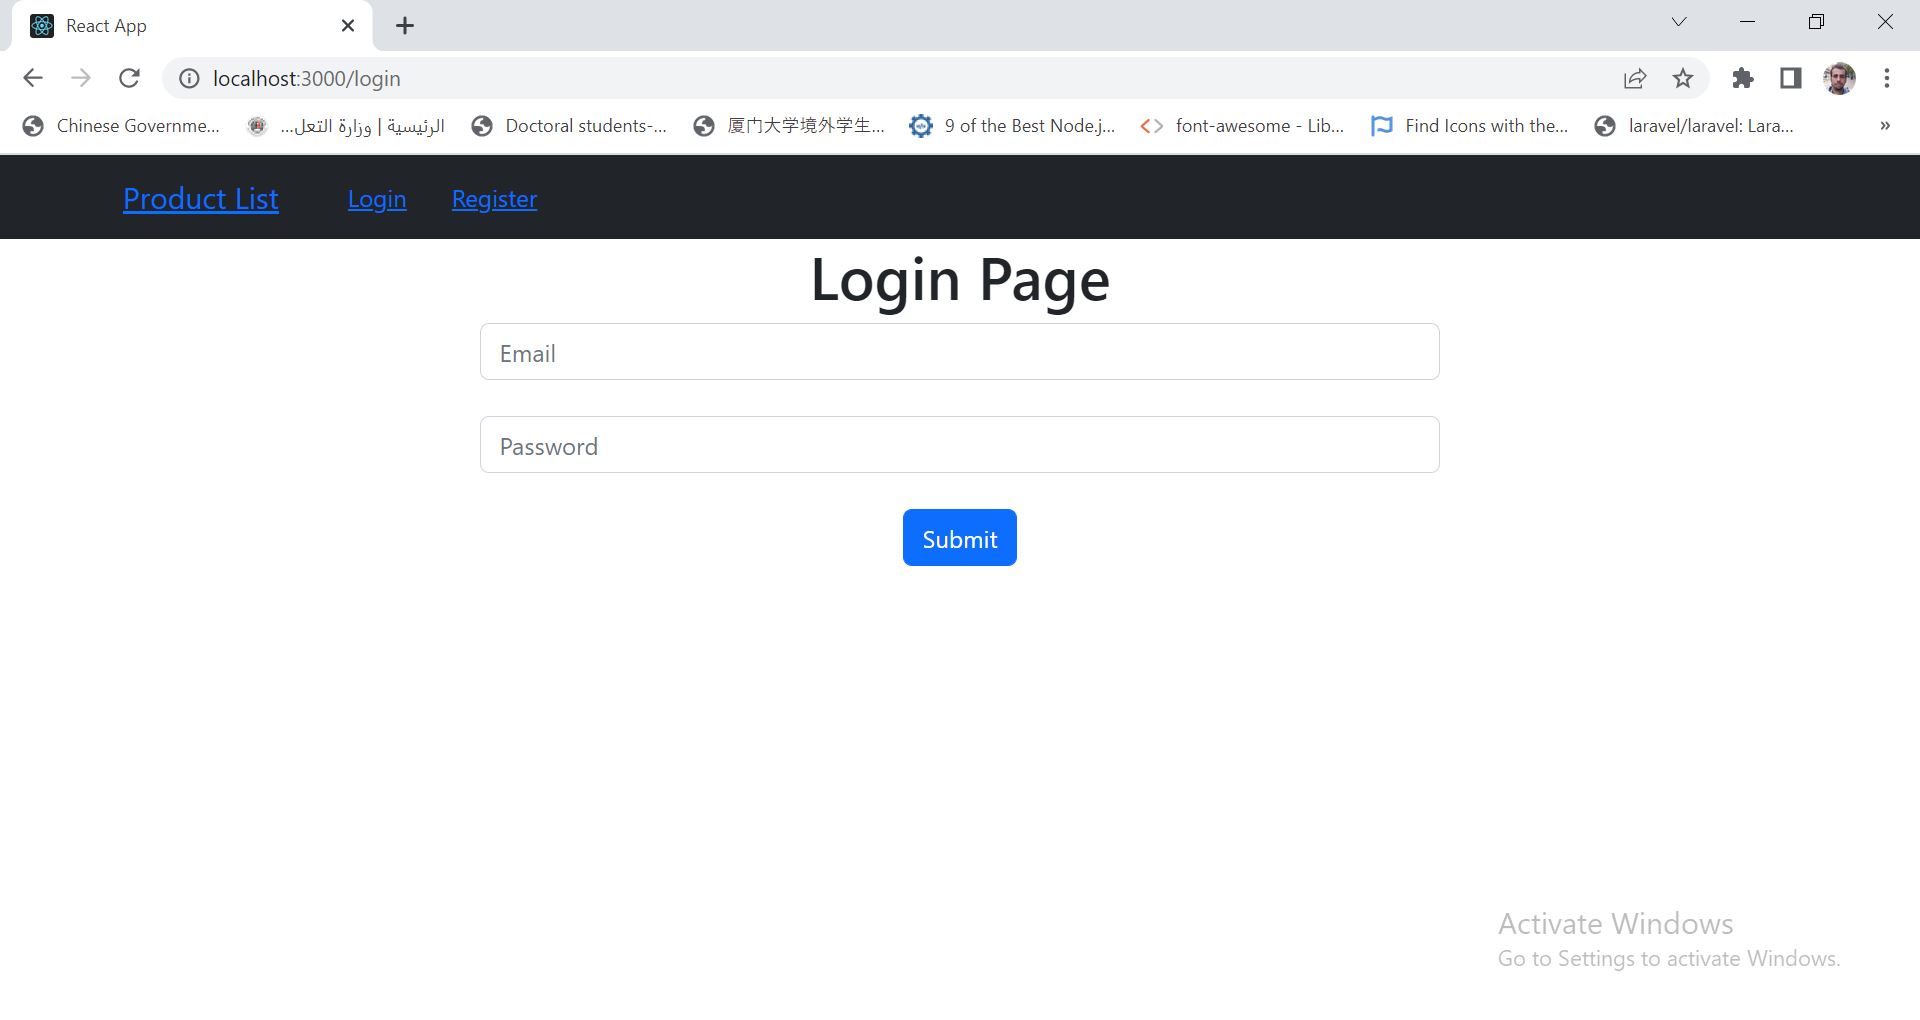 React App
localhost:3000/login
Chinese Governme...
الرئيسية | وزارة التعل...
Doctoral students-...
厦门大学境外学生...
9 of the Best Node.j...
font-awesome - Lib...
Find Icons with the...
laravel/laravel: Lara...
»
Product List
Login
Register
Login Page
Email
Password
Submit
Activate Windows
Go to Settings to activate Windows.